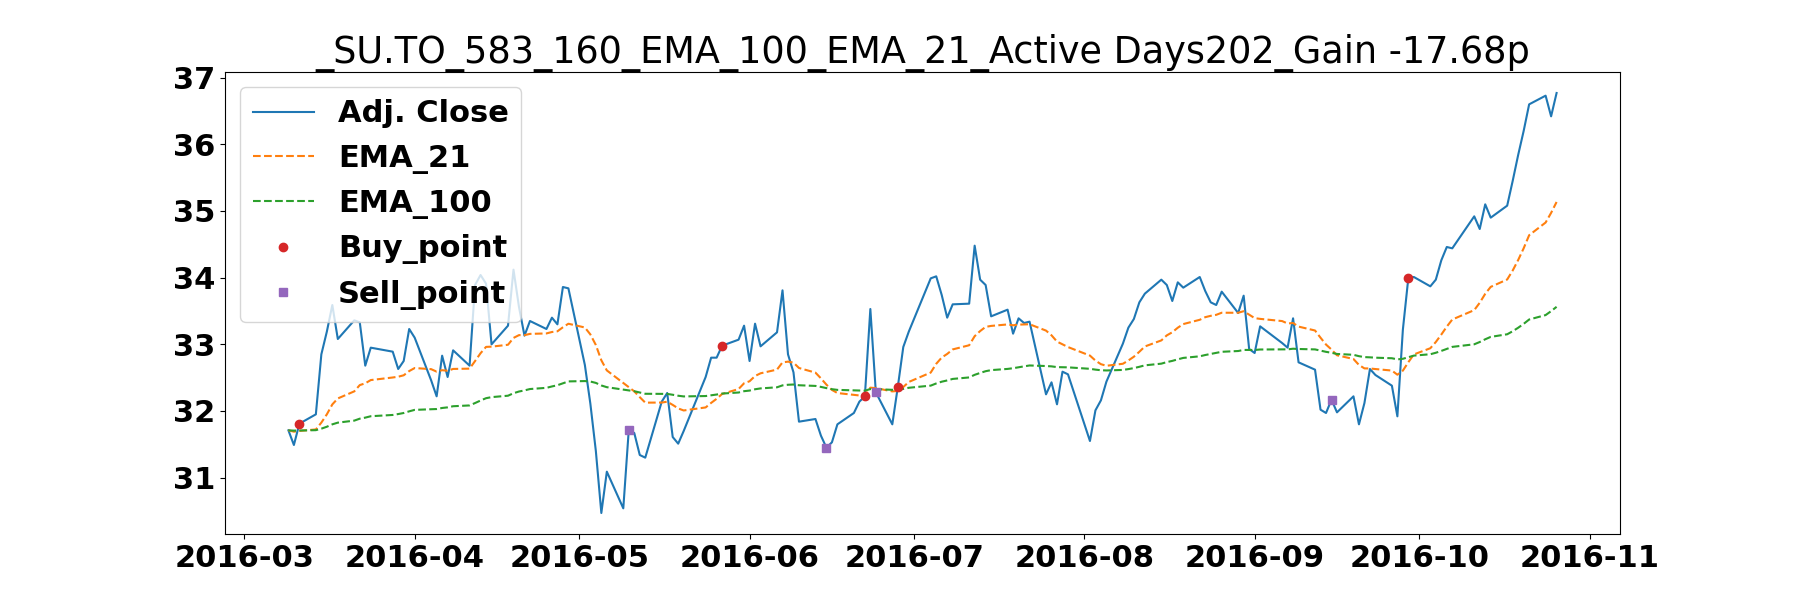 _SU.TO_583_160_EMA_100_EMA_21_Active Days202_Gain -17.68p
37
36
35
34
33
32
31
Adj. Close
EMA_21
EMA_100
Buy_point
Sell_point
2016-03 2016-04 2016-05 2016-06 2016-07 2016-08 2016-09 2016-10 2016-11